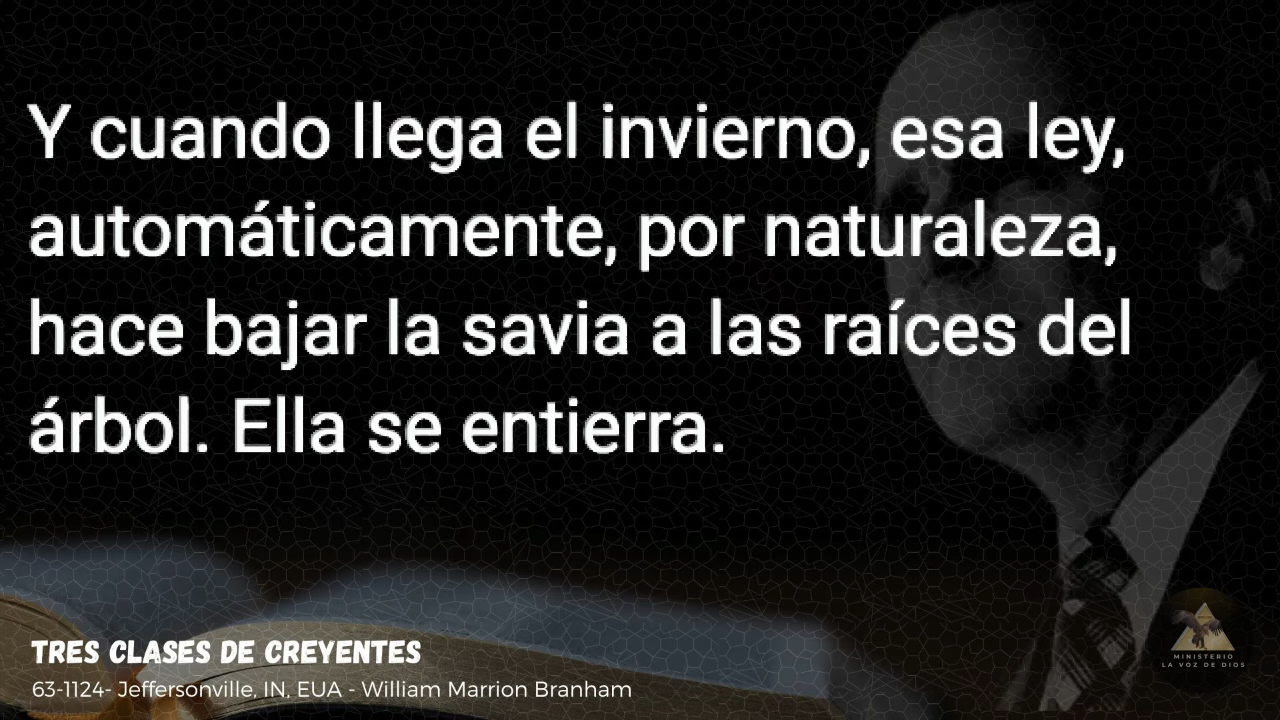 Y cuando llega el invierno, esa ley,
automáticamente, por naturaleza,
hace bajar la savia a las raíces del
árbol. Ella se entierra.
TRES CLASES DE CREYENTES
63-1124- Jeffersonville, IN, EUA - William Marrion Branham
MINISTERIO
LA VOZ DE DIOS